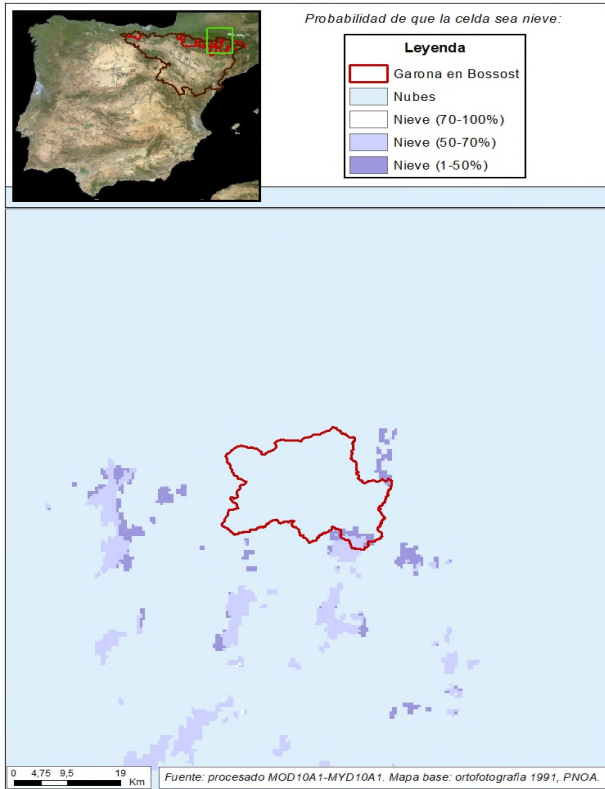 Probabilidad de que la celda sea nieve:
Leyenda
Garona en Bossost
Nubes
Nieve (70-100%)
Nieve (50-70%)
Nieve (1-50%)
0 4,75 9,5 19
Km
Fuente: procesado MOD10A1-MYD10A1. Mapa base: ortofotografia 1991, PNOA.